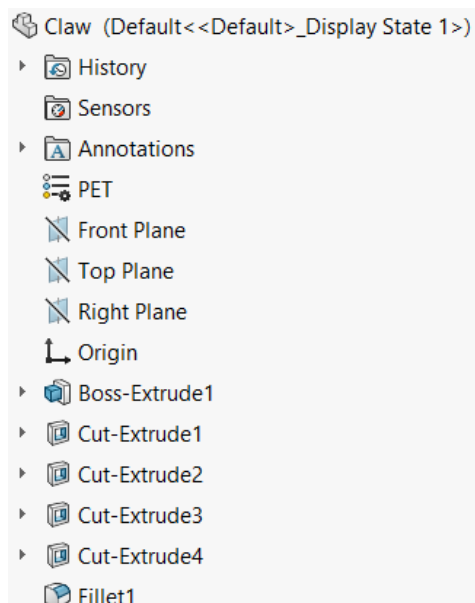 Claw (Default<<Default>_Display State 1>)
History
Sensors
A Annotations
PET
Front Plane
Top Plane
Right Plane
Origin
Boss-Extrude1
Cut-Extrude1
Cut-Extrude2
Cut-Extrude3
Cut-Extrude4
Fillet1